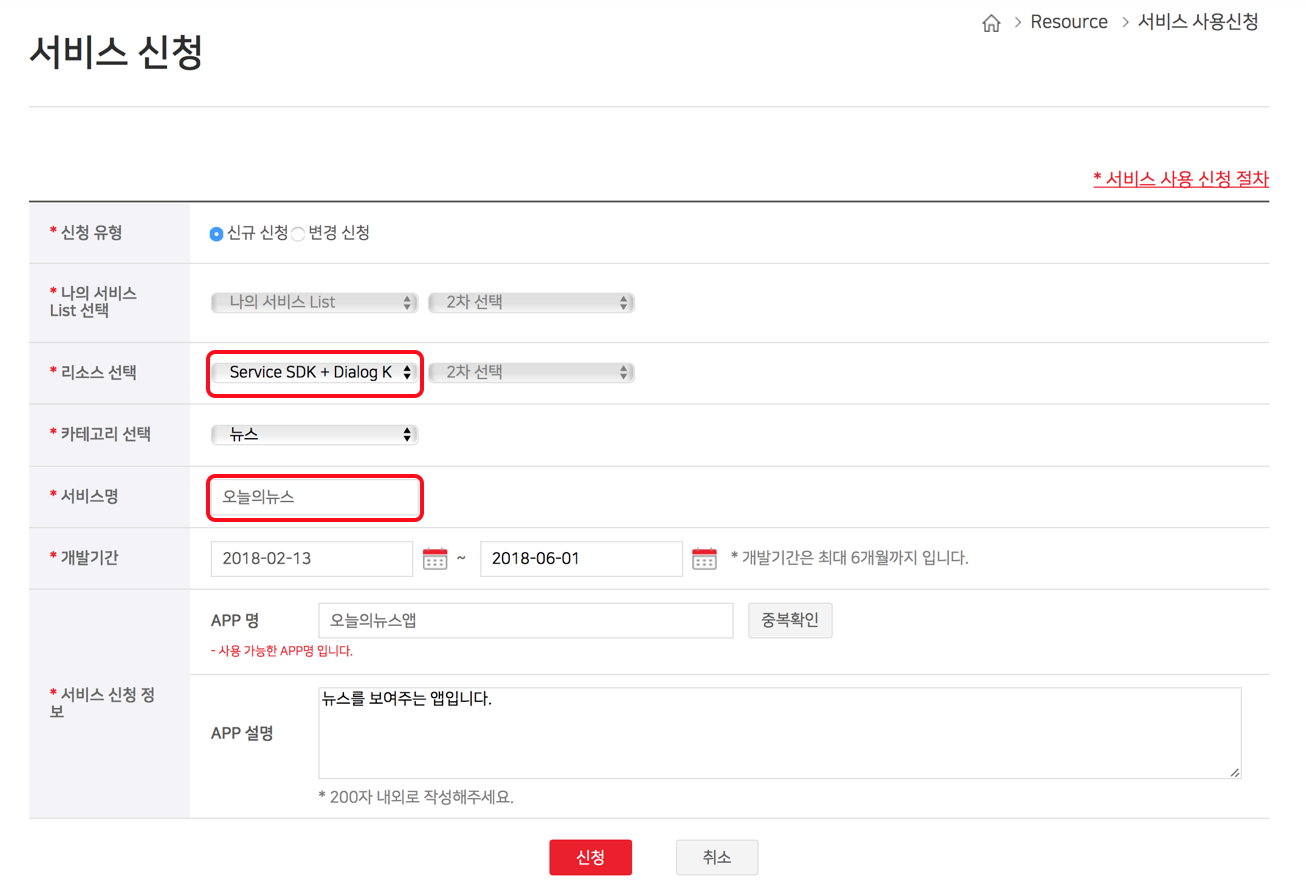 > Resource > 서비스 사용신청
서비스 신청
* 서비스 사용 신청 절차
* 신청 유형
신규 신청 변경 신청
* 나의 서비스
List 선택
나의 서비스 List 2차 선택
* 리소스 선택
Service SDK + Dialog K 2차 선택
* 카테고리 선택
뉴스
* 서비스명
오늘의뉴스
* 개발기간
2018-02-13 ~ 2018-06-01 * 개발기간은 최대 6개월까지 입니다.
* 서비스 신청 정
보
APP 명 오늘의뉴스앱 중복확인
- 사용 가능한 APP명 입니다.
APP 설명
뉴스를 보여주는 앱입니다.
* 200자 내외로 작성해주세요.
신청 취소